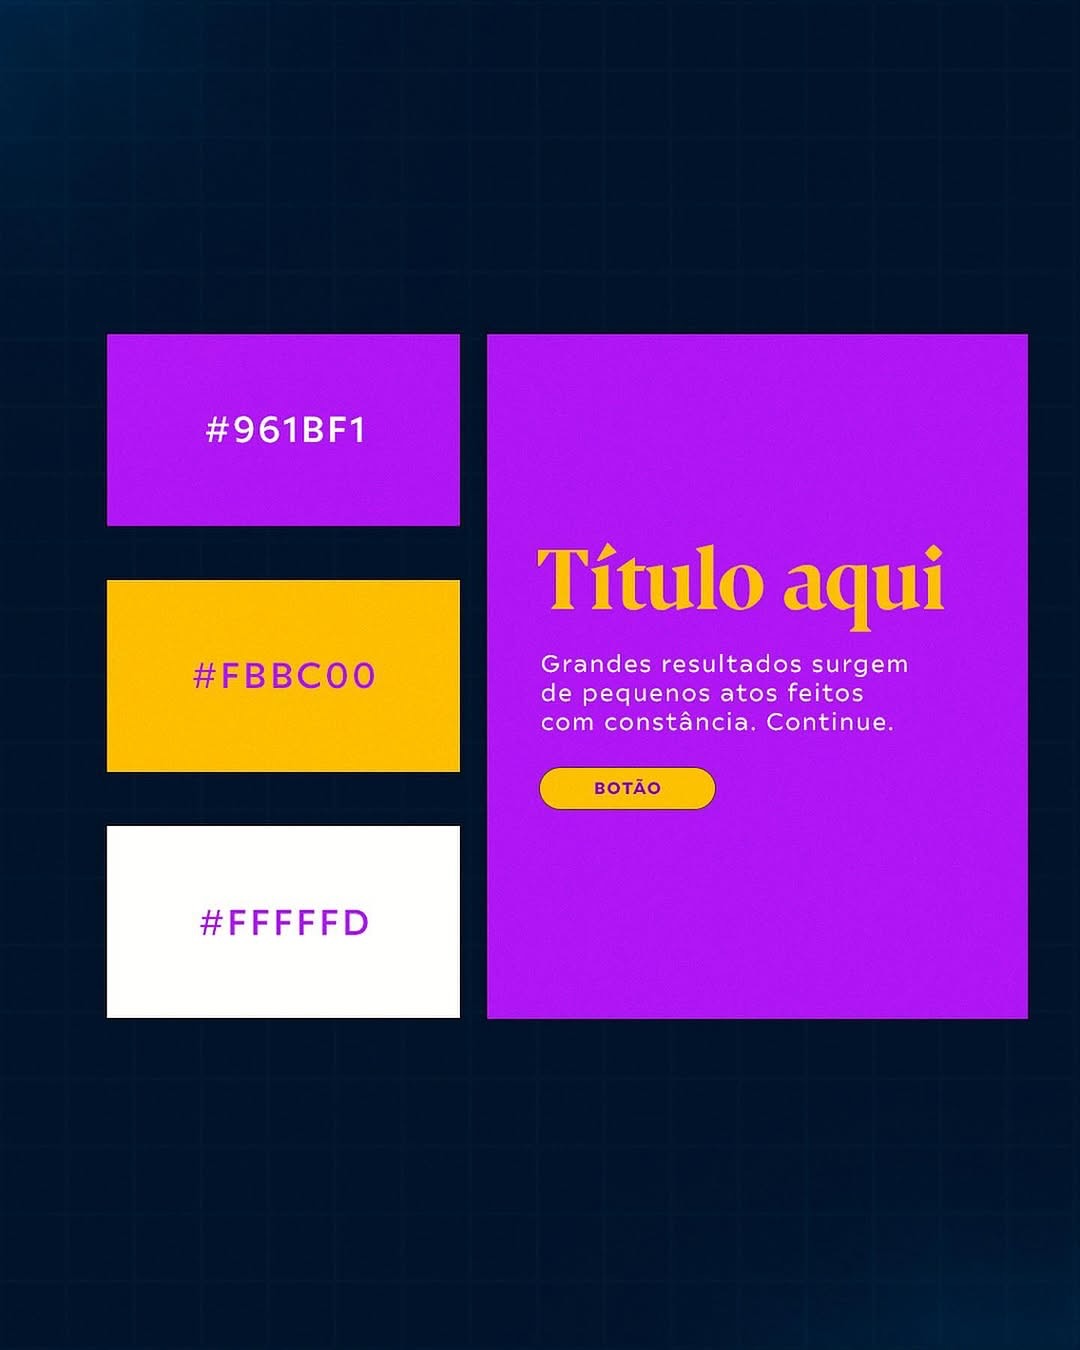 #961BF1
#FBBC00
#FFFFFD
Título aqui
Grandes resultados surgem
de pequenos atos feitos
com constância. Continue.
BOTÃO